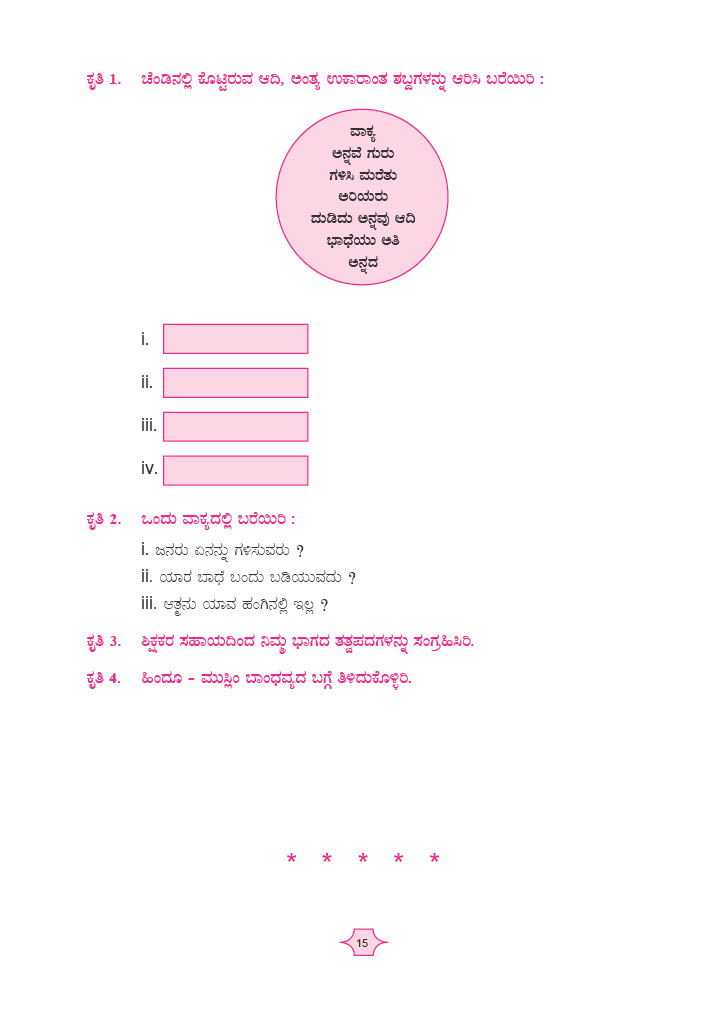 ಕೃತಿ 1. ಚೆಂಡಿನಲ್ಲಿ ಕೊಟ್ಟಿರುವ ಆದಿ, ಅಂತ್ಯ ಉಕಾರಾಂತ ಶಬ್ದಗಳನ್ನು ಆರಿಸಿ ಬರೆಯಿರಿ :
ವಾಕ್ಯ
ಅನ್ನವೆ ಗುರು
ಗಳಿಸಿ ಮರೆತು
ಅರಿಯರು
ದುಡಿದು ಅನ್ನವು ಆದಿ
ಭಾಧೆಯು ಅತಿ
ಅನ್ನದ
i.
ii.
iii.
iv.
ಕೃತಿ 2. ಒಂದು ವಾಕ್ಯದಲ್ಲಿ ಬರೆಯಿರಿ :
i. ಜನರು ಏನನ್ನು ಗಳಿಸುವರು ?
ii. ಯಾರ ಬಾಧೆ ಬಂದು ಬಡಿಯುವದು ?
iii. ಆತ್ಮನು ಯಾವ ಹಂಗಿನಲ್ಲಿ ಇಲ್ಲ ?
ಕೃತಿ 3. ಶಿಕ್ಷಕರ ಸಹಾಯದಿಂದ ನಿಮ್ಮ ಭಾಗದ ತತ್ವಪದಗಳನ್ನು ಸಂಗ್ರಹಿಸಿರಿ.
ಕೃತಿ 4. ಹಿಂದೂ – ಮುಸ್ಲಿಂ ಬಾಂಧವ್ಯದ ಬಗ್ಗೆ ತಿಳಿದುಕೊಳ್ಳಿರಿ.
* * * * *
15